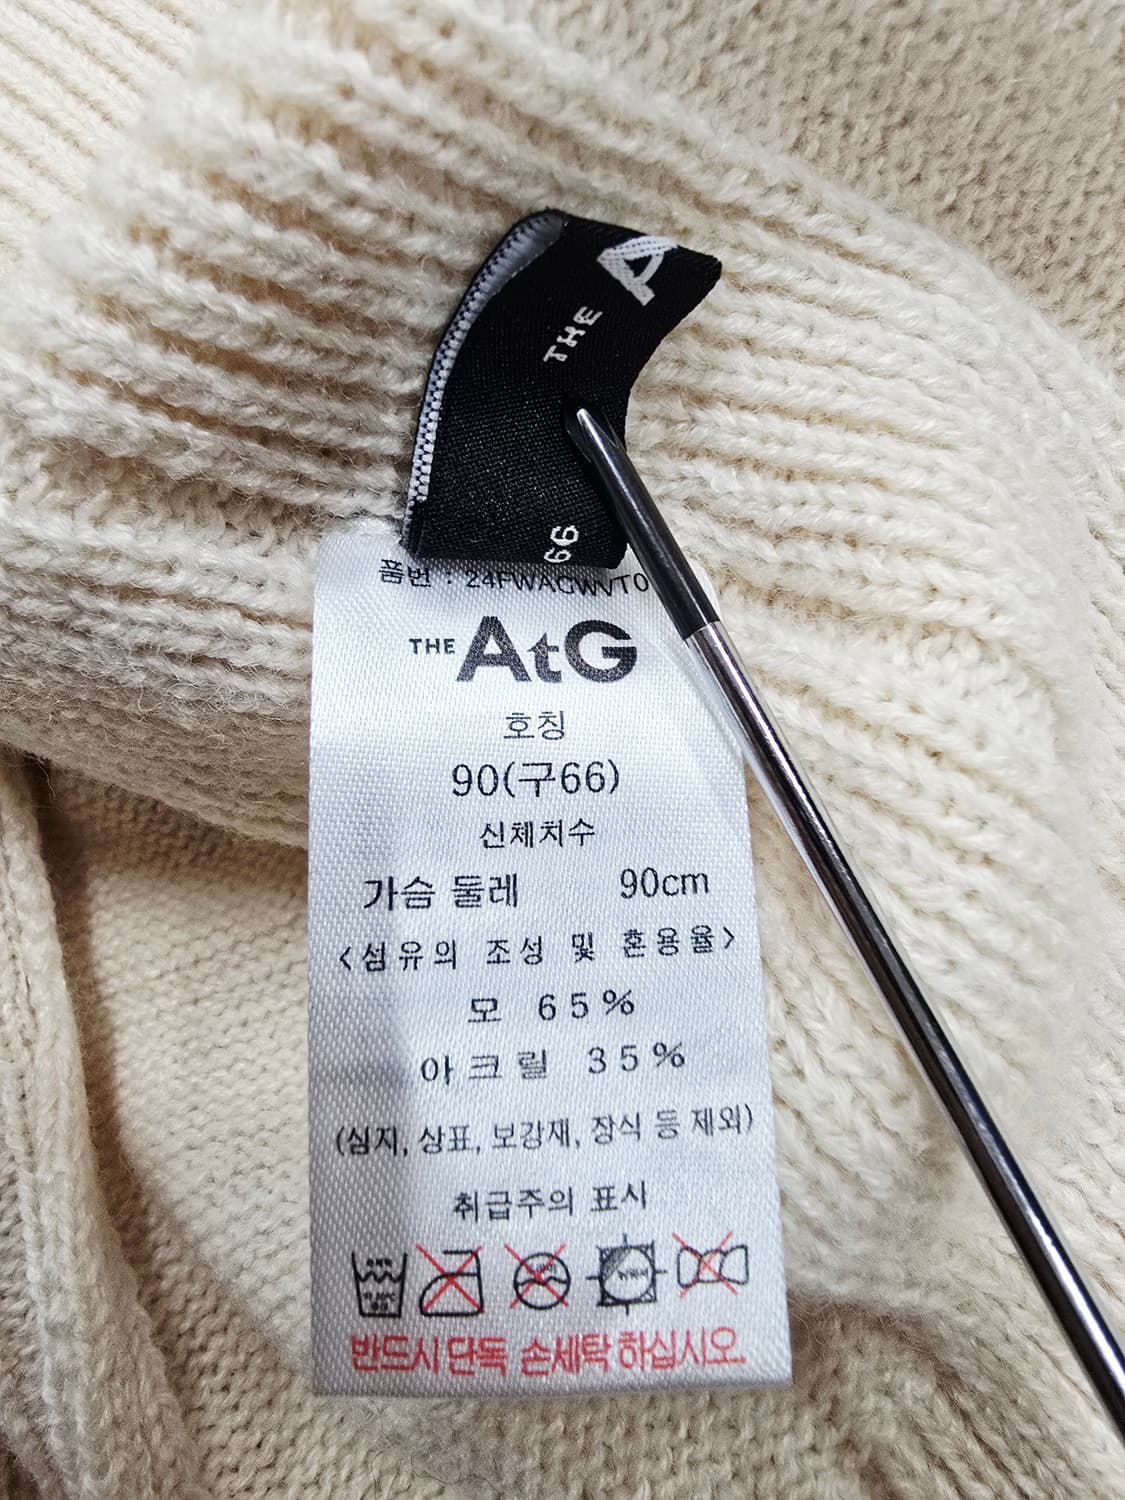 THE A
66
품번 : 24FWAGWVT0
THE AtG
호칭
90(구66)
신체치수
가슴 둘레 90cm
<섬유의 조성 및 혼용율>
모 65%
아크릴 35%
(심지, 상표, 보강재, 장식 등 제외)
취급주의 표시
반드시 단독 손세탁 하십시오.